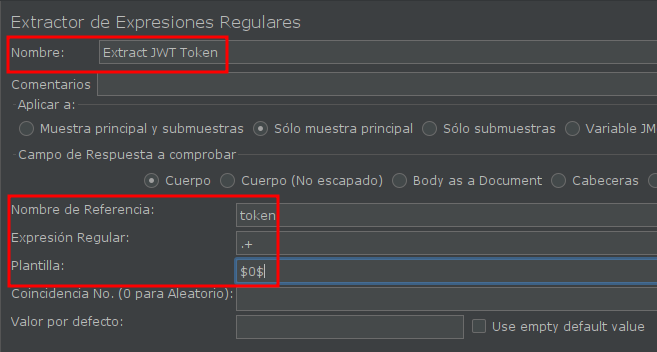 Extractor de Expresiones Regulares
Nombre: Extract JWT Token
Comentarios
Aplicar a:
Muestra principal y submuestras Sólo muestra principal Sólo submuestras Variable JM
Campo de Respuesta a comprobar
Cuerpo Cuerpo (No escapado) Body as a Document Cabeceras
Nombre de Referencia: token
Expresión Regular: .+
Plantilla: $0$
Coincidencia No. (0 para Aleatorio):
Valor por defecto: Use empty default value